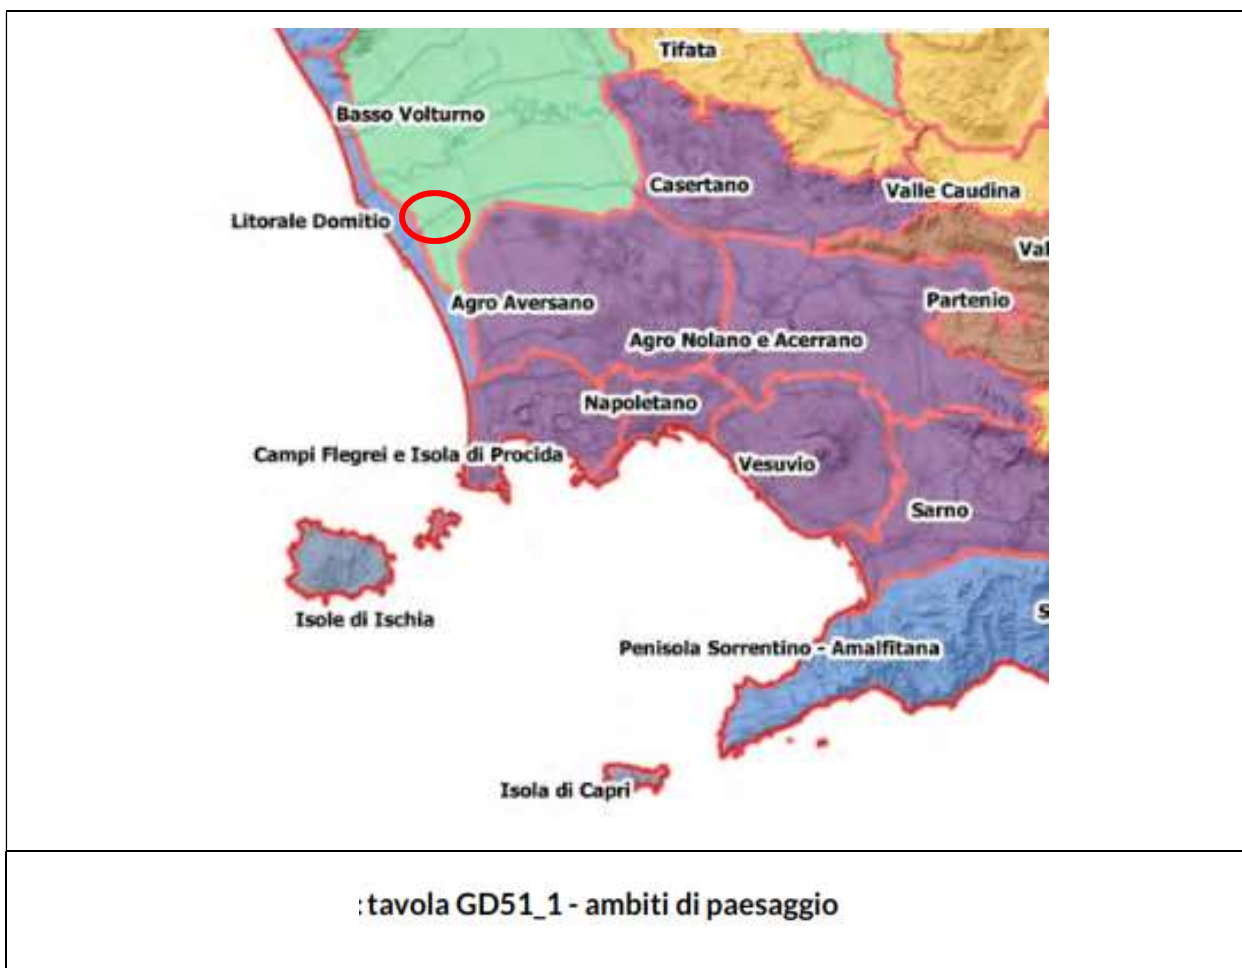 Tifata
Basso Volturno
Casertano
Valle Caudina
Litorale Domitio
Val
Partenio
Agro Aversano
Agro Nolano e Acerrano
Napoletano
Campi Flegrei e Isola di Procida
Vesuvio
Sarno
Isole di Ischia
S
Penisola Sorrentino - Amalfitana
Isola di Capri
: tavola GD51_1 - ambiti di paesaggio